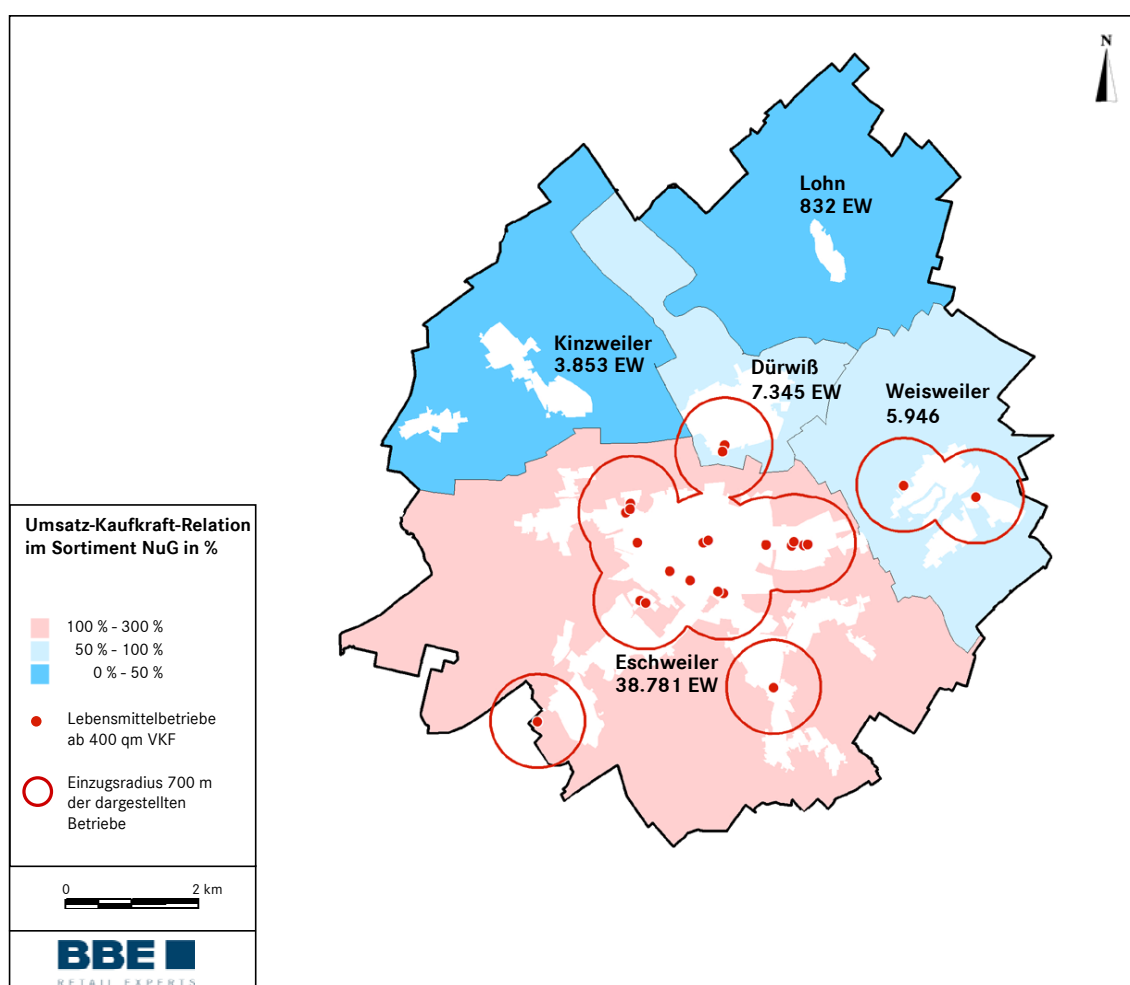 N
Lohn
832 EW
Kinzweiler
3.853 EW
Dürwiß
7.345 EW
Weisweiler
5.946
Eschweiler
38.781 EW
Umsatz-Kaufkraft-Relation
im Sortiment NuG in %
100 % - 300 %
50 % - 100 %
0 % - 50 %
Lebensmittelbetriebe
ab 400 qm VKF
Einzugsradius 700 m
der dargestellten
Betriebe
0 2 km
BBE
RETAIL EXPERTS